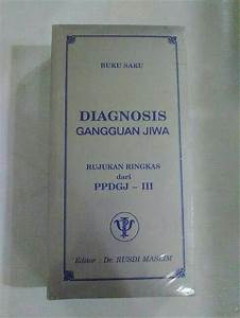 BUKU SAKU
DIAGNOSIS
GANGGUAN JIWA
RUJUKAN RINGKAS
dari
PPDGJ – III
Editor : Dr. RUSDI MASLIM